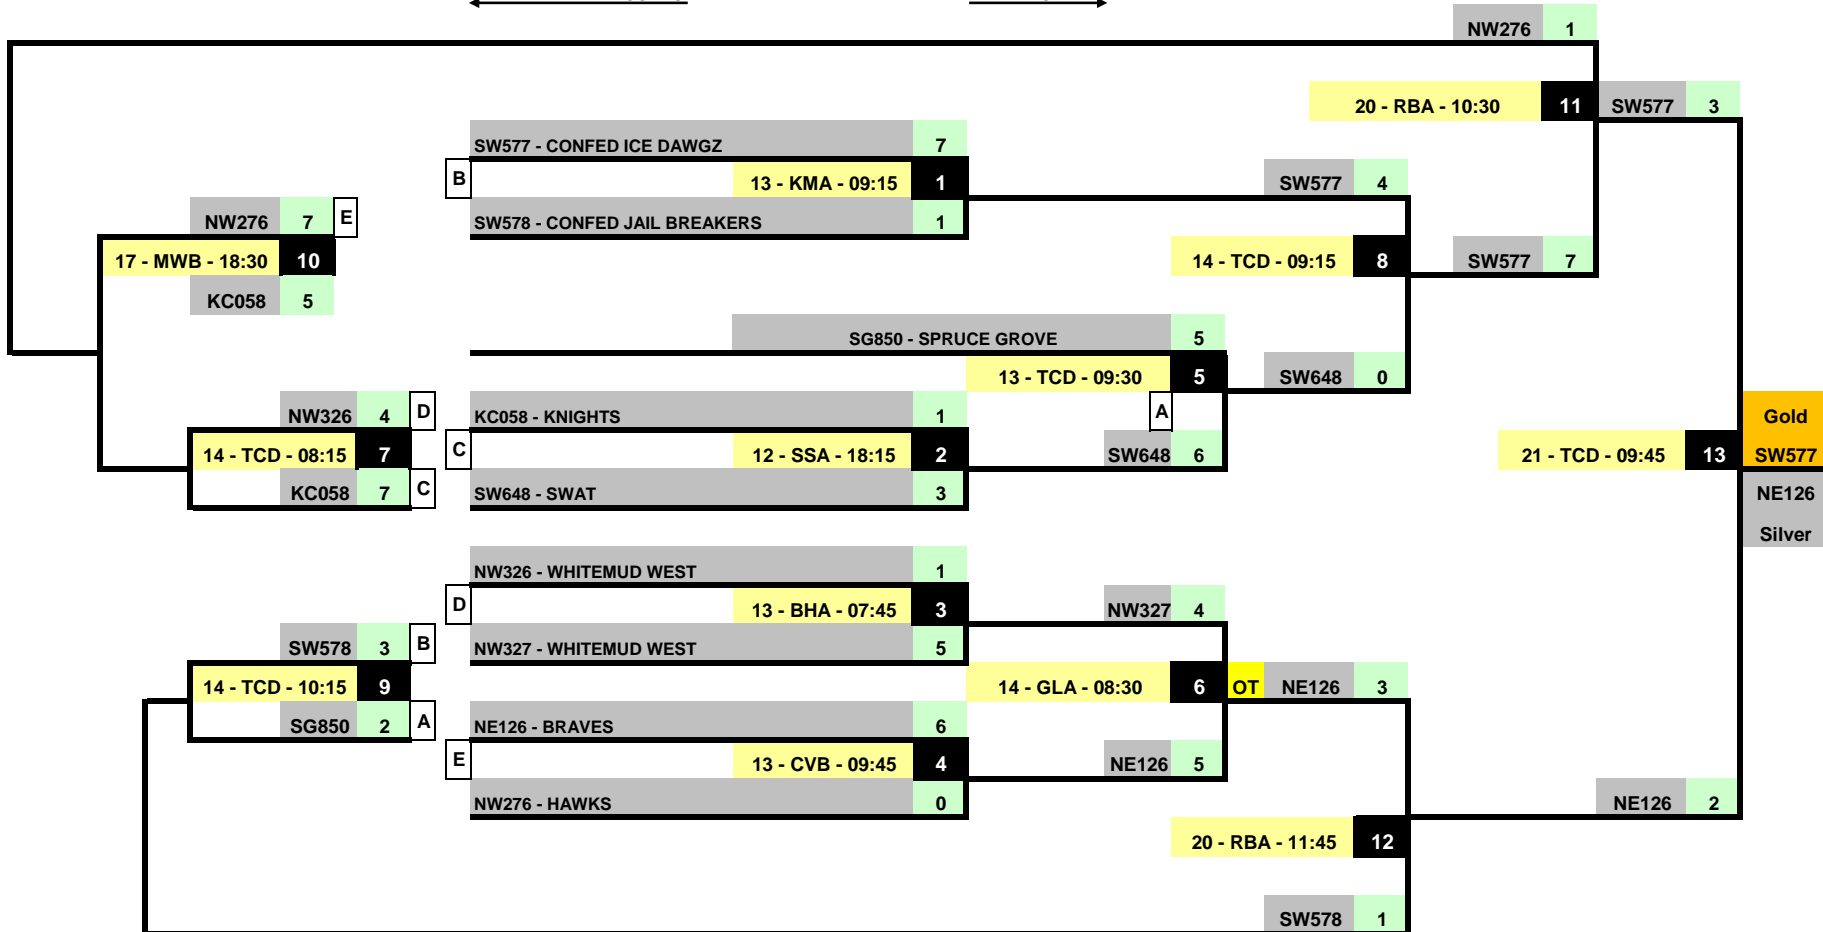 NW276 1
20 - RBA - 10:30 11 SW577 3
SW577 - CONFED ICE DAWGZ 7
B 13 - KMA - 09:15 1 SW577 4
NW276 7 E SW578 - CONFED JAIL BREAKERS 1
17 - MWB - 18:30 10 14 - TCD - 09:15 8 SW577 7
KC058 5
SG850 - SPRUCE GROVE 5
13 - TCD - 09:30 5 SW648 0
NW326 4 D KC058 - KNIGHTS 1 A Gold
14 - TCD - 08:15 7 C 12 - SSA - 18:15 2 SW648 6 21 - TCD - 09:45 13 SW577
KC058 7 C SW648 - SWAT 3 NE126
Silver
NW326 - WHITEMUD WEST 1
D 13 - BHA - 07:45 3 NW327 4
SW578 3 B NW327 - WHITEMUD WEST 5
14 - TCD - 10:15 9 14 - GLA - 08:30 6 OT NE126 3
SG850 2 A NE126 - BRAVES 6
E 13 - CVB - 09:45 4 NE126 5
NW276 - HAWKS 0 NE126 2
20 - RBA - 11:45 12
SW578 1